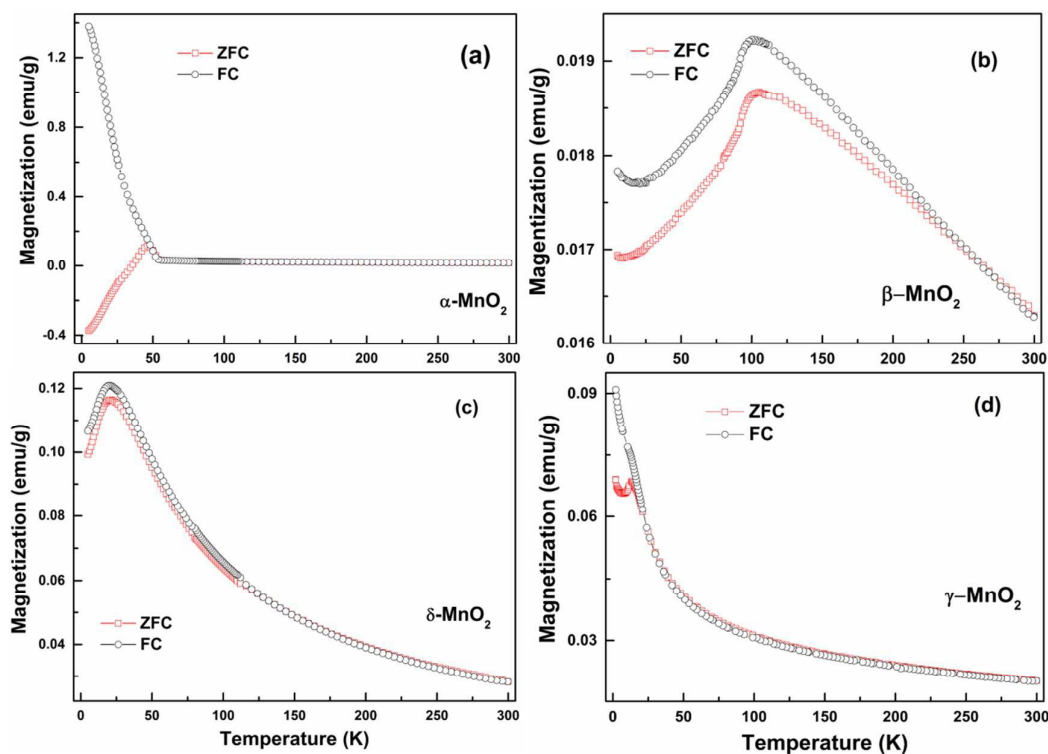 (a)
ZFC
FC
α-MnO2
Magnetization (emu/g)
1.4
0.9
0.4
0.0
-0.4
0 50 100 150 200 250 300
(b)
ZFC
FC
β–MnO2
Magentization (emu/g)
0.019
0.018
0.017
0.016
0 50 100 150 200 250 300
(c)
ZFC
FC
δ-MnO2
Magnetization (emu/g)
0.12
0.10
0.08
0.06
0.04
0 50 100 150 200 250 300
Temperature (K)
(d)
ZFC
FC
γ–MnO2
Magnetization (emu/g)
0.09
0.06
0.03
0 50 100 150 200 250 300
Temperature (K)